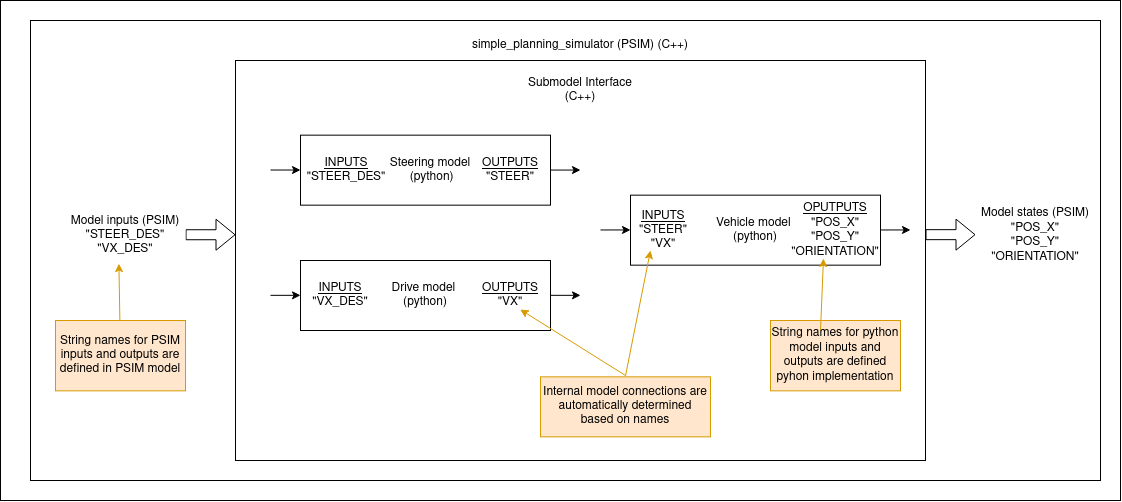 simple_planning_simulator (PSIM) (C++)
Submodel Interface
(C++)
INPUTS
"STEER_DES"
Steering model
(python)
OUTPUTS
"STEER"
Model inputs (PSIM)
"STEER_DES"
"VX_DES"
INPUTS
"STEER"
"VX"
Vehicle model
(python)
OPUTPUTS
"POS_X"
"POS_Y"
"ORIENTATION"
Model states (PSIM)
"POS_X"
"POS_Y"
"ORIENTATION"
INPUTS
"VX_DES"
Drive model
(python)
OUTPUTS
"VX"
String names for PSIM
inputs and outputs are
defined in PSIM model
Internal model connections are
automatically determined
based on names
String names for python
model inputs and
outputs are defined
pyhon implementation